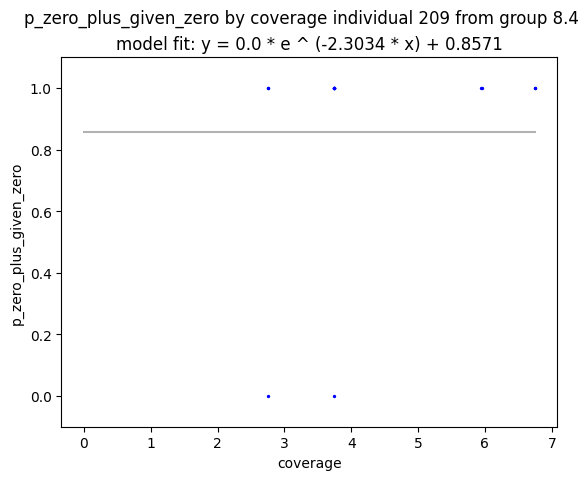 p_zero_plus_given_zero by coverage individual 209 from group 8.4
model fit: y = 0.0 * e ^ (-2.3034 * x) + 0.8571
1.0
0.8
0.6
0.4
0.2
0.0
p_zero_plus_given_zero
0 1 2 3 4 5 6 7
coverage